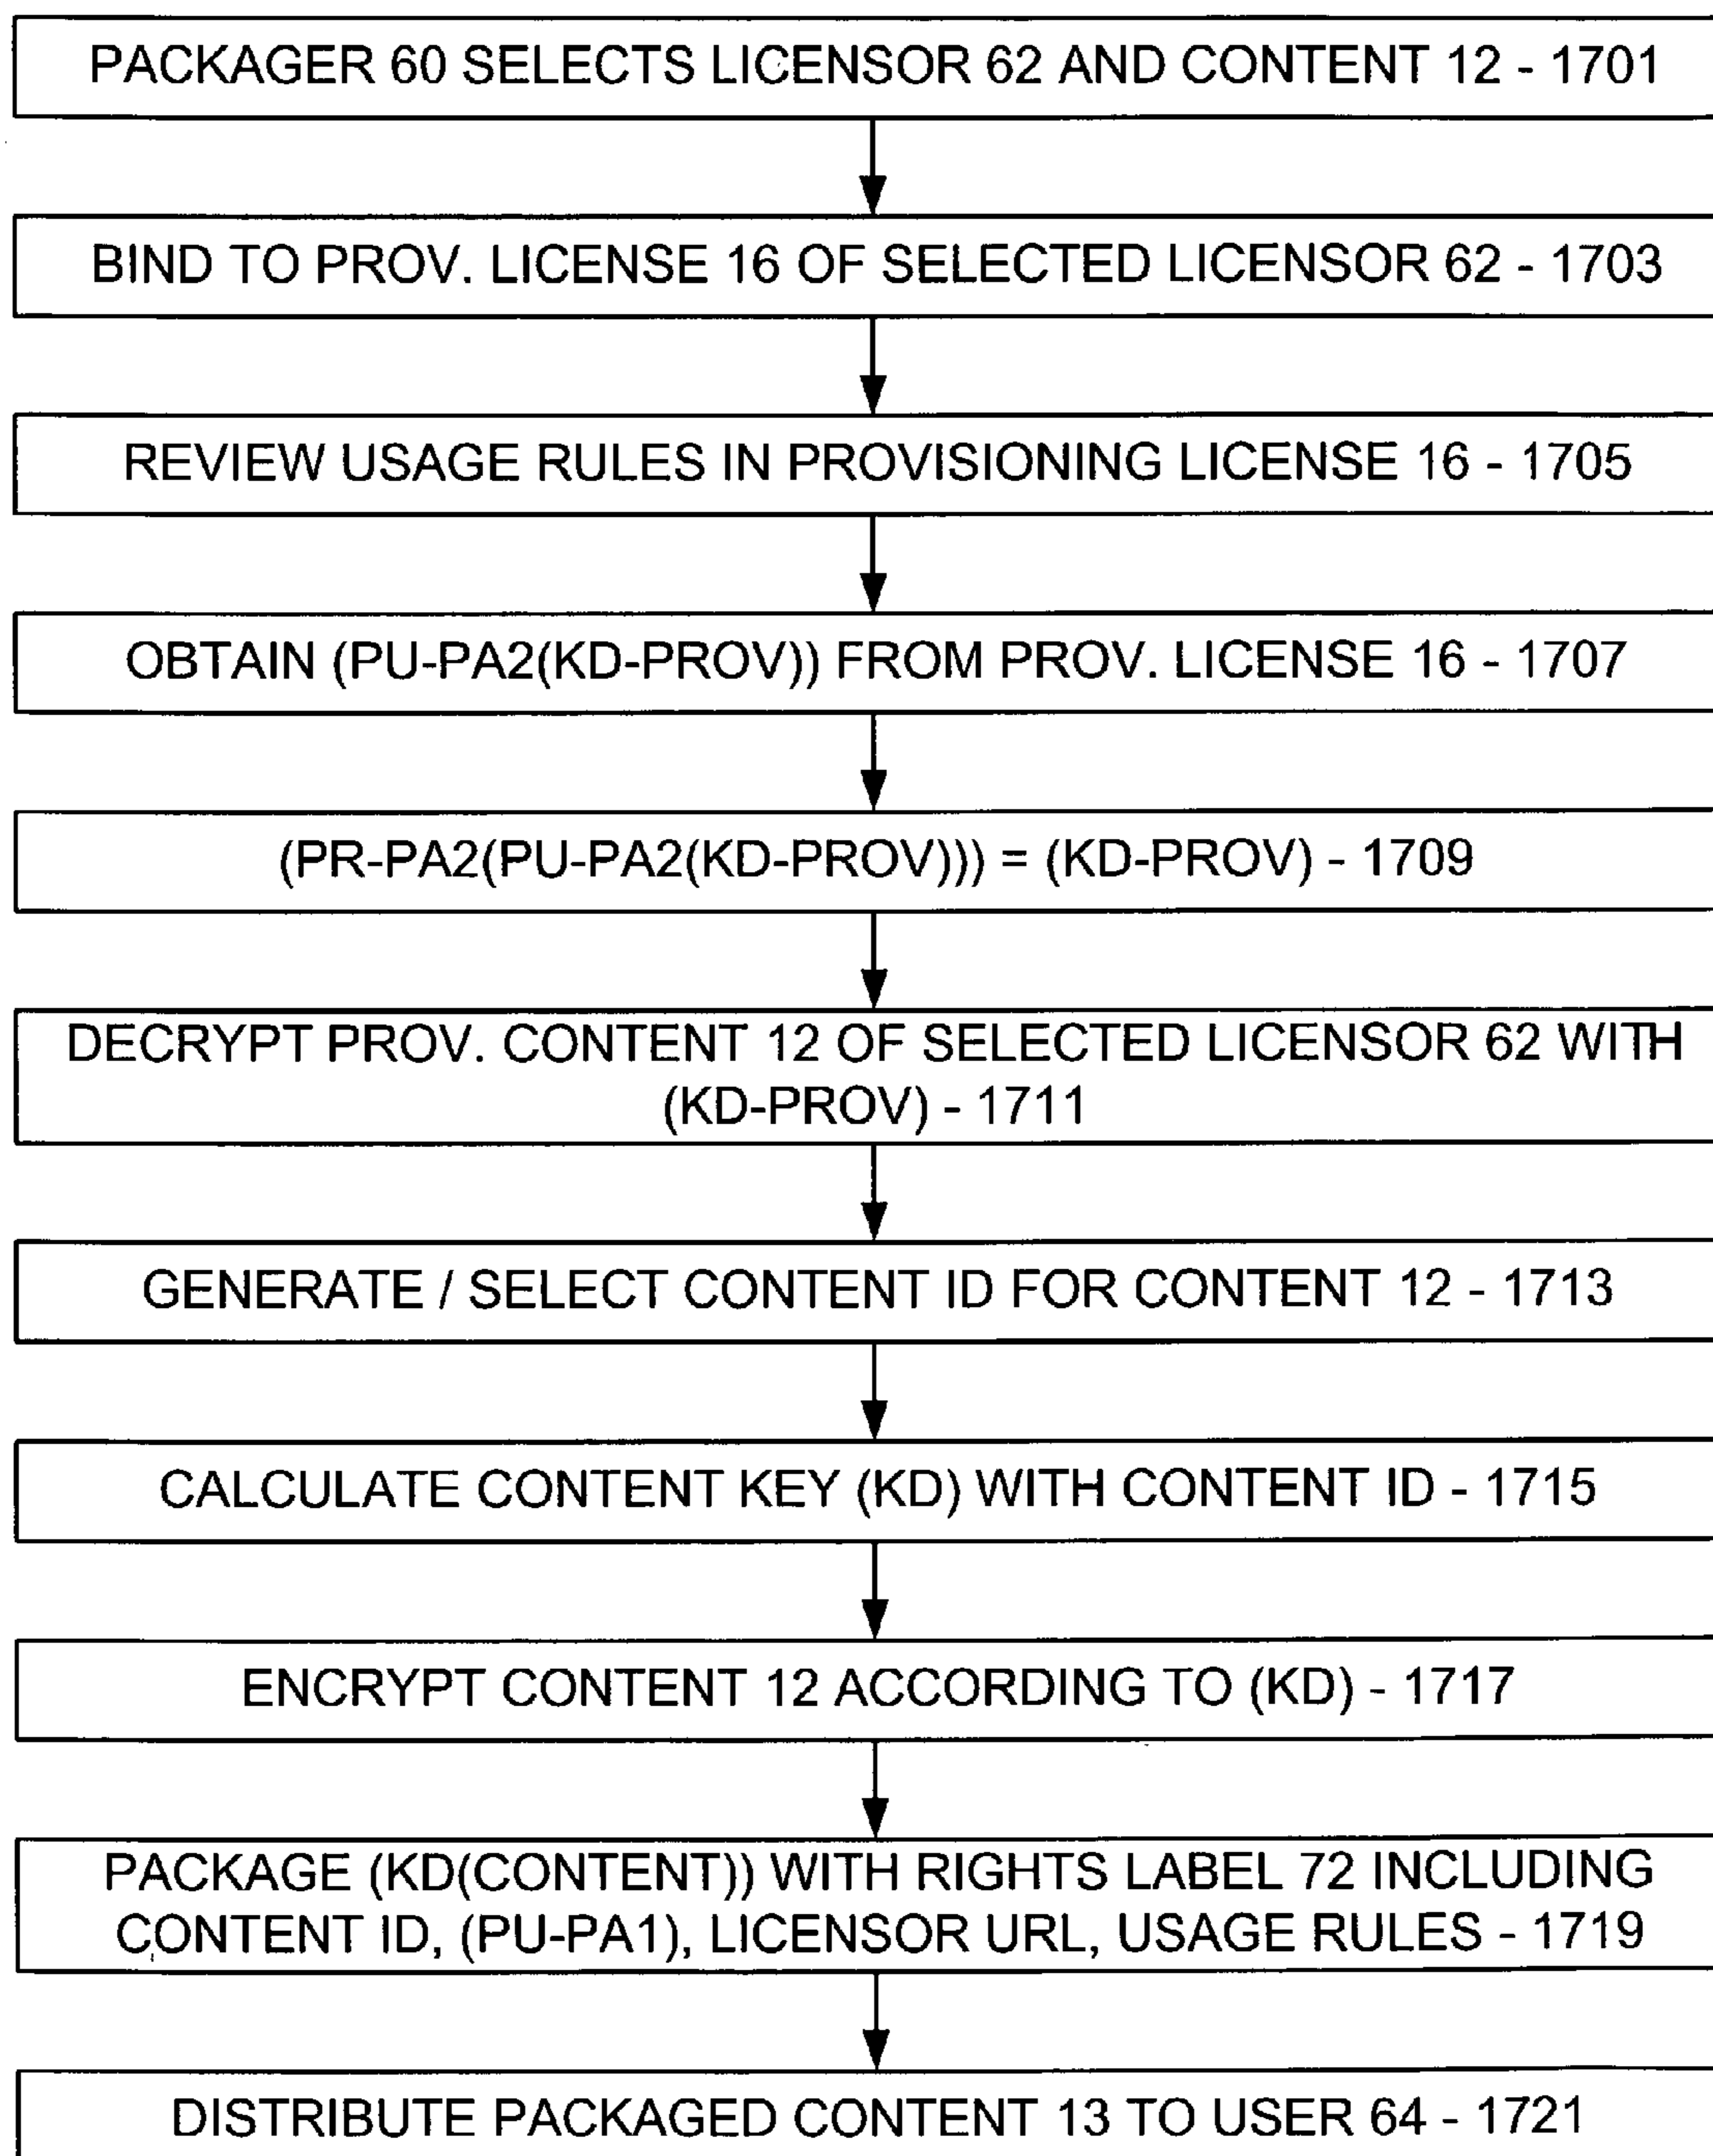 PACKAGER 60 SELECTS LICENSOR 62 AND CONTENT 12 - 1701
BIND TO PROV. LICENSE 16 OF SELECTED LICENSOR 62 - 1703
REVIEW USAGE RULES IN PROVISIONING LICENSE 16 - 1705
OBTAIN (PU-PA2(KD-PROV)) FROM PROV. LICENSE 16 - 1707
(PR-PA2(PU-PA2(KD-PROV))) = (KD-PROV) - 1709
DECRYPT PROV. CONTENT 12 OF SELECTED LICENSOR 62 WITH
(KD-PROV) - 1711
GENERATE / SELECT CONTENT ID FOR CONTENT 12 - 1713
CALCULATE CONTENT KEY (KD) WITH CONTENT ID - 1715
ENCRYPT CONTENT 12 ACCORDING TO (KD) - 1717
PACKAGE (KD(CONTENT)) WITH RIGHTS LABEL 72 INCLUDING
CONTENT ID, (PU-PA1), LICENSOR URL, USAGE RULES - 1719
DISTRIBUTE PACKAGED CONTENT 13 TO USER 64 - 1721